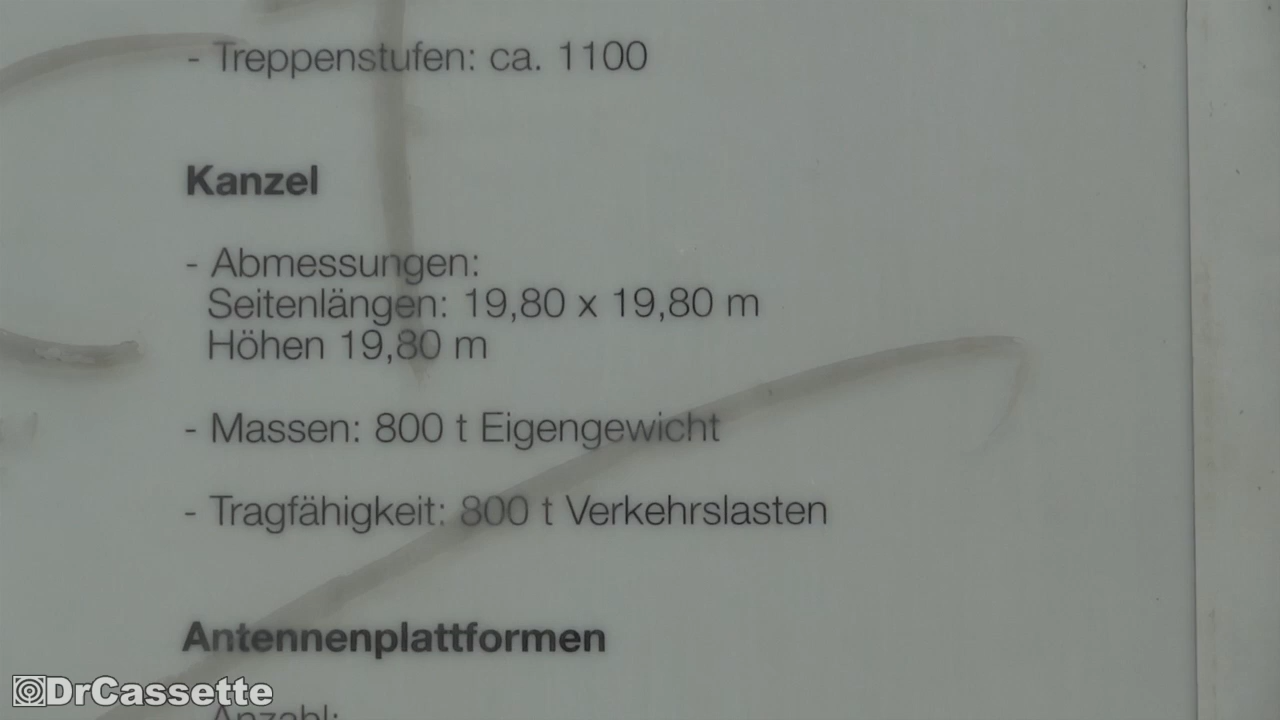 - Treppenstufen: ca. 1100
Kanzel
- Abmessungen:
Seitenlängen: 19,80 x 19,80 m
Höhen 19,80 m
- Massen: 800 t Eigengewicht
- Tragfähigkeit: 800 t Verkehrslasten
Antennenplattformen
Anzahl:
DrCassette